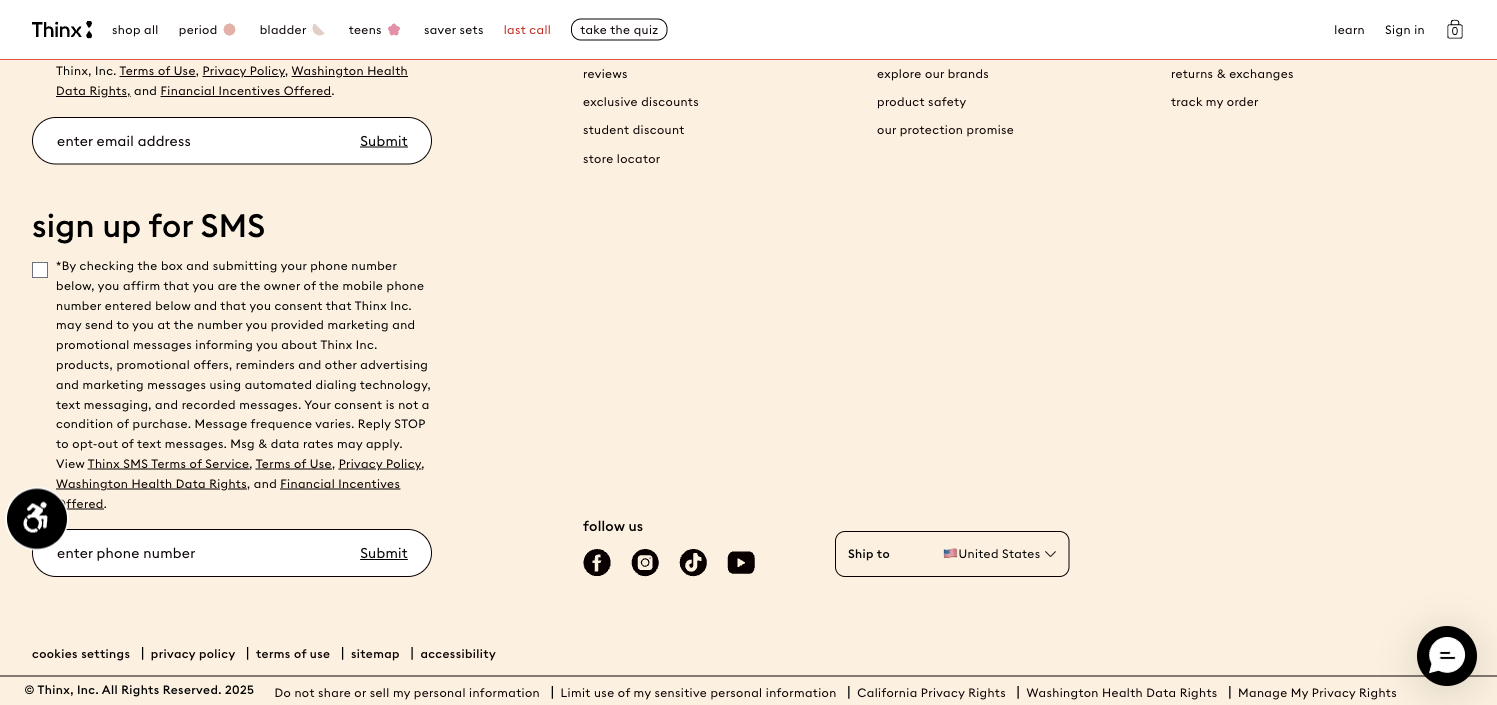 Thinx
shop all
period
bladder
teens
saver sets
last call
take the quiz
learn
Sign in
0
Thinx, Inc. Terms of Use, Privacy Policy, Washington Health
Data Rights, and Financial Incentives Offered.
enter email address
Submit
reviews
exclusive discounts
student discount
store locator
explore our brands
product safety
our protection promise
returns & exchanges
track my order
sign up for SMS
*By checking the box and submitting your phone number
below, you affirm that you are the owner of the mobile phone
number entered below and that you consent that Thinx Inc.
may send to you at the number you provided marketing and
promotional messages informing you about Thinx Inc.
products, promotional offers, reminders and other advertising
and marketing messages using automated dialing technology,
text messaging, and recorded messages. Your consent is not a
condition of purchase. Message frequence varies. Reply STOP
to opt-out of text messages. Msg & data rates may apply.
View Thinx SMS Terms of Service, Terms of Use, Privacy Policy,
Washington Health Data Rights, and Financial Incentives
Offered.
enter phone number
Submit
follow us
Ship to
United States
cookies settings | privacy policy | terms of use | sitemap | accessibility
© Thinx, Inc. All Rights Reserved. 2025
Do not share or sell my personal information | Limit use of my sensitive personal information | California Privacy Rights | Washington Health Data Rights | Manage My Privacy Rights